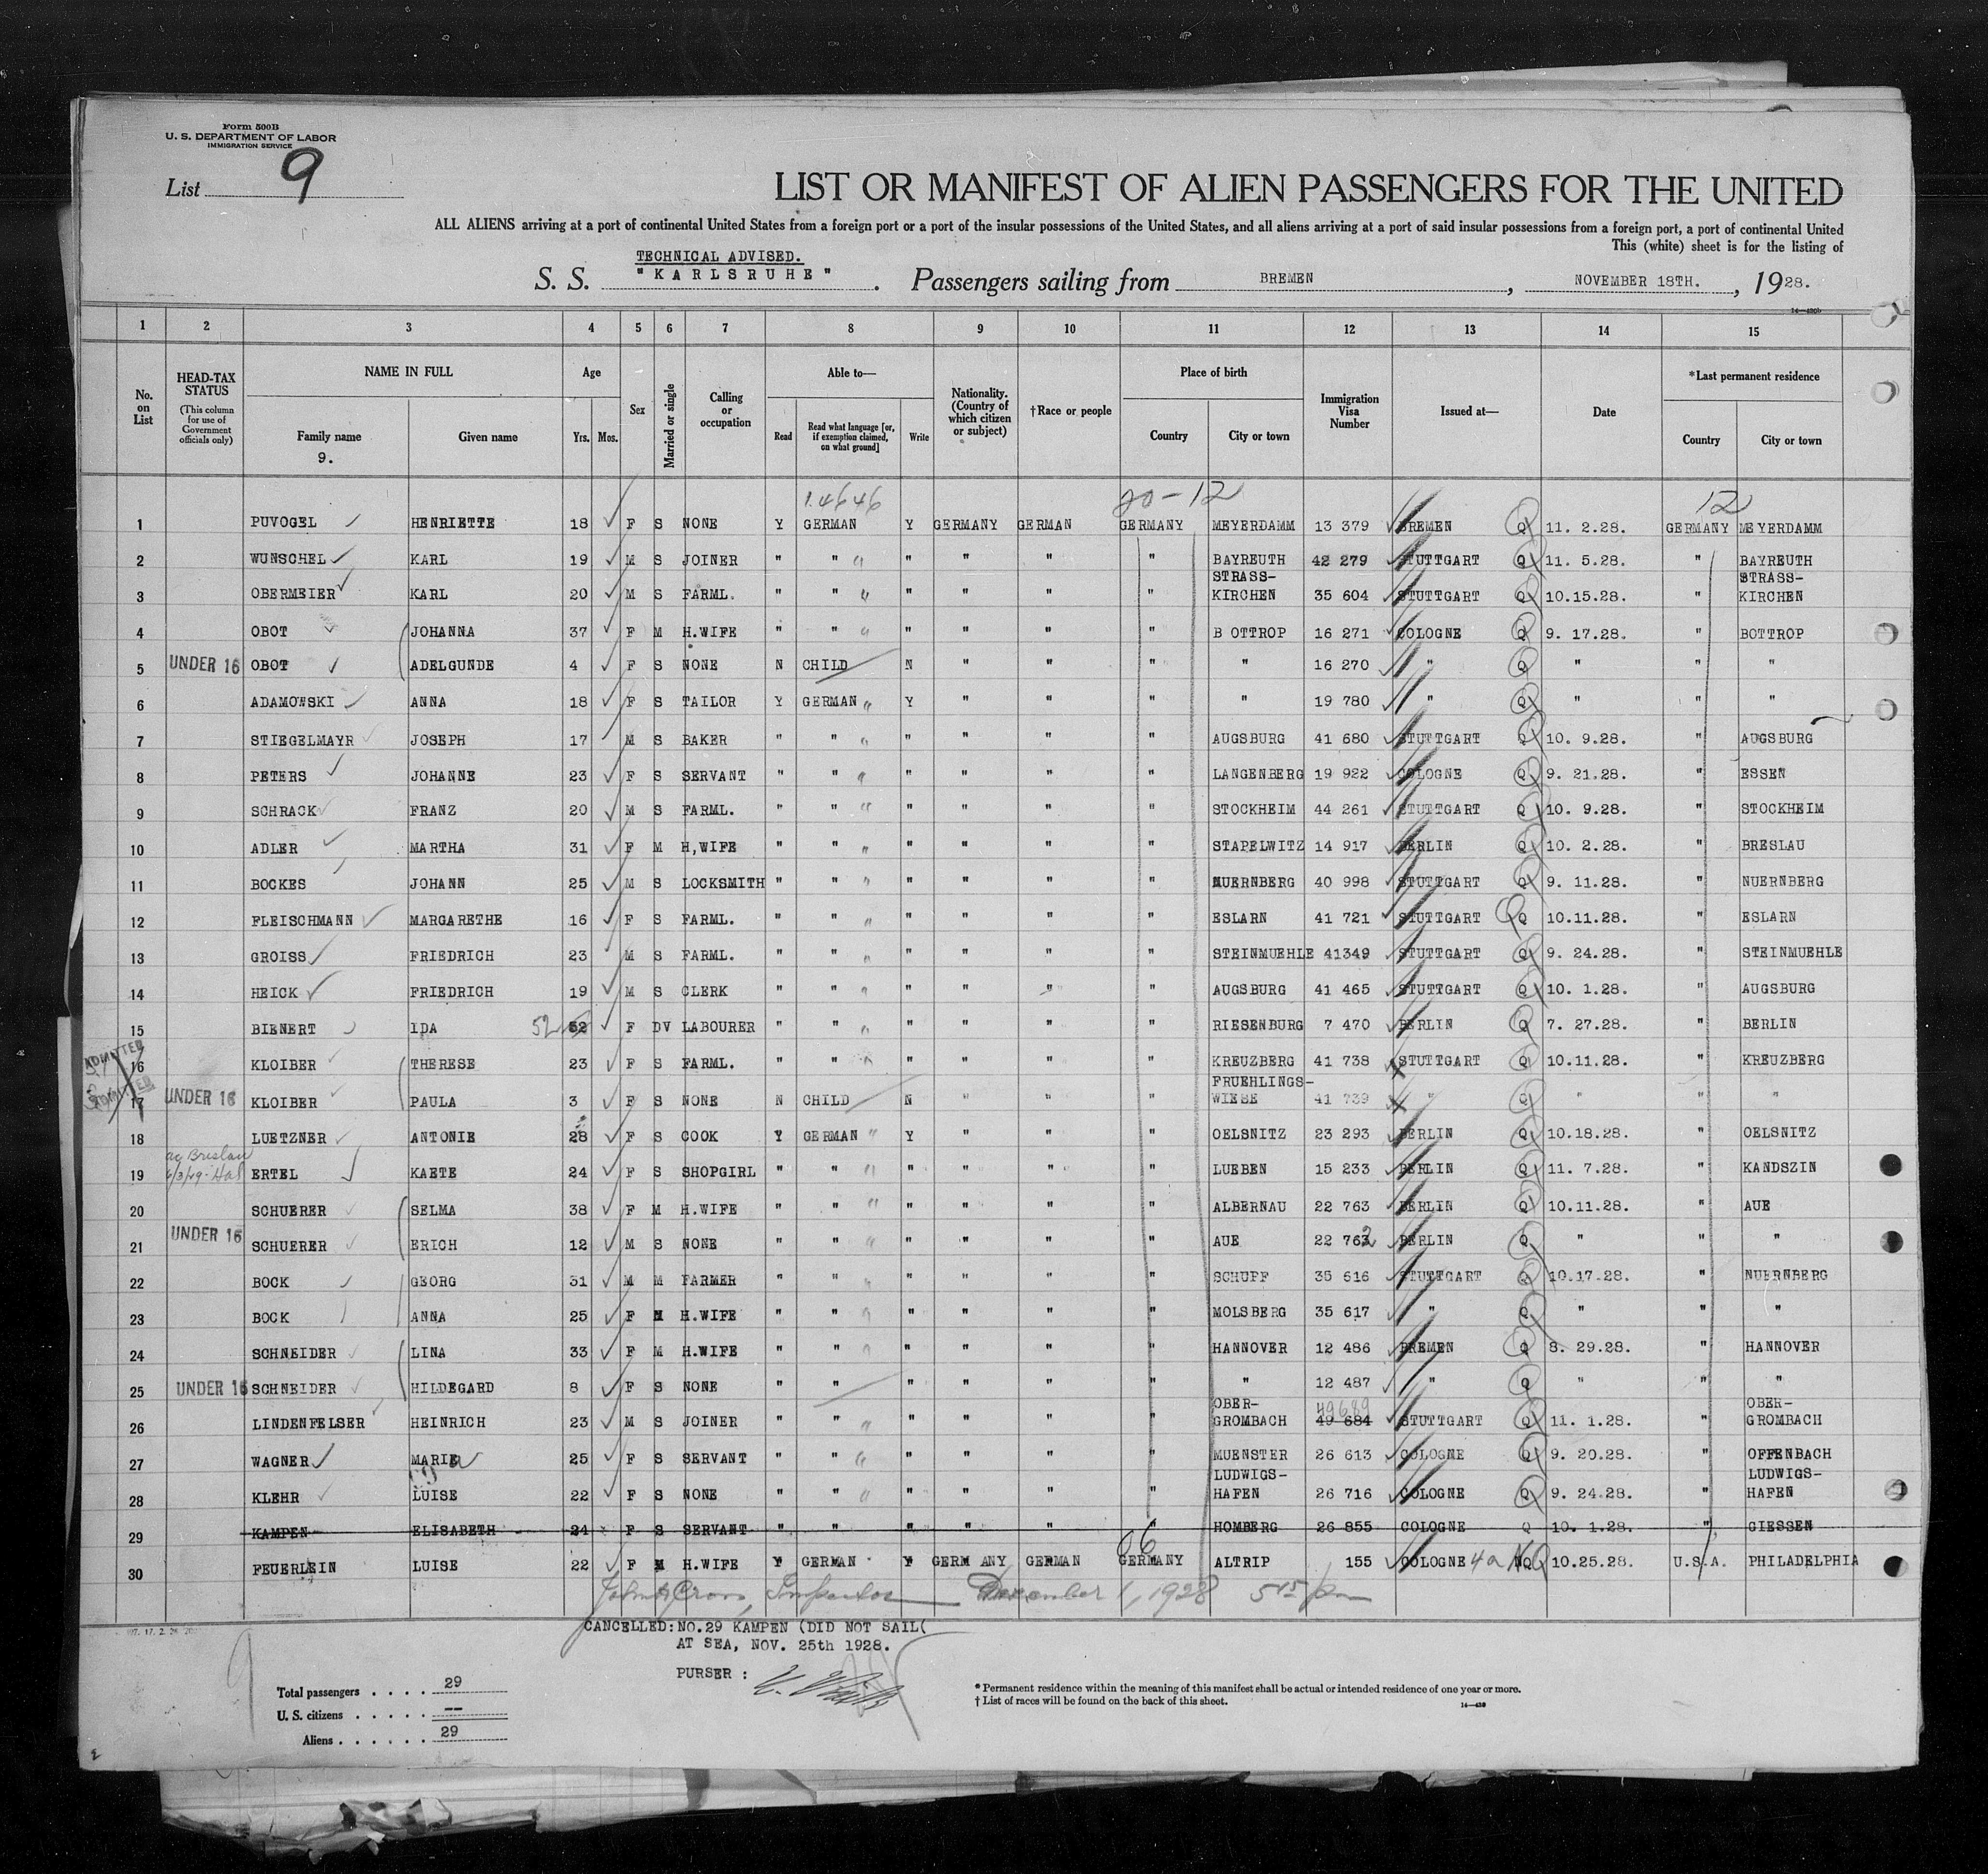 Form 500B
U. S. DEPARTMENT OF LABOR
IMMIGRATION SERVICE
List 9
LIST OR MANIFEST OF ALIEN PASSENGERS FOR THE UNITED
ALL ALIENS arriving at a port of continental United States from a foreign port or a port of the insular possessions of the United States, and all aliens arriving at a port of said insular possessions from a foreign port, a port of continental United
This (white) sheet is for the listing of
TECHNICAL ADVISED.
S. S. "KARLSRUHE". Passengers sailing from BREMEN, NOVEMBER 18TH., 1928.
14—430b
1 2 3 4 5 6 7 8 9 10 11 12 13 14 15
No. on List HEAD-TAX STATUS (This column for use of Government officials only) NAME IN FULL Family name Given name Age Yrs. Mos. Sex Married or single Calling or occupation Able to— Read Read what language [or, if exemption claimed, on what ground] Write Nationality. (Country of which citizen or subject) †Race or people Place of birth Country City or town Immigration Visa Number Issued at— Date *Last permanent residence Country City or town
9.
14646 20-12 12
1 PUVOGEL HENRIETTE 18 F S NONE Y GERMAN Y GERMANY GERMAN GERMANY MEYERDAMM 13 379 BREMEN Q 11. 2.28. GERMANY MEYERDAMM
2 WUNSCHEL KARL 19 M S JOINER " " " " " " BAYREUTH 42 279 STUTTGART Q 11. 5.28. " BAYREUTH
STRASS- STRASS-
3 OBERMEIER KARL 20 M S FARML. " " " " " " KIRCHEN 35 604 STUTTGART Q 10.15.28. " KIRCHEN
4 OBOT JOHANNA 37 F M H.WIFE " " " " " " B OTTROP 16 271 COLOGNE Q 9. 17.28. " BOTTROP
5 UNDER 16 OBOT ADELGUNDE 4 F S NONE N CHILD N " " " " 16 270 " Q " " "
6 ADAMOWSKI ANNA 18 F S TAILOR Y GERMAN Y " " " " 19 780 " Q " " "
7 STIEGELMAYR JOSEPH 17 M S BAKER " " " " " " AUGSBURG 41 680 STUTTGART Q 10. 9.28. " AUGSBURG
8 PETERS JOHANNE 23 F S SERVANT " " " " " " LANGENBERG 19 922 COLOGNE Q 9. 21.28. " ESSEN
9 SCHRACK FRANZ 20 M S FARML. " " " " " " STOCKHEIM 44 261 STUTTGART Q 10. 9.28. " STOCKHEIM
10 ADLER MARTHA 31 F M H,WIFE " " " " " " STAPELWITZ 14 917 BERLIN Q 10. 2.28. " BRESLAU
11 BOCKES JOHANN 25 M S LOCKSMITH " " " " " " NUERNBERG 40 998 STUTTGART Q 9. 11.28. " NUERNBERG
12 FLEISCHMANN MARGARETHE 16 F S FARML. " " " " " " ESLARN 41 721 STUTTGART Q 10.11.28. " ESLARN
13 GROISS FRIEDRICH 23 M S FARML. " " " " " " STEINMUEHLE 41349 STUTTGART Q 9. 24.28. " STEINMUEHLE
14 HEICK FRIEDRICH 19 M S CLERK " " " " " " AUGSBURG 41 465 STUTTGART Q 10. 1.28. " AUGSBURG
15 BIENERT IDA 52 52 F DV LABOURER " " " " " " RIESENBURG 7 470 BERLIN Q 7. 27.28. " BERLIN
ADMITTED
16 KLOIBER THERESE 23 F S FARML. " " " " " " KREUZBERG 41 738 STUTTGART Q 10.11.28. " KREUZBERG
ADMITTED FRUEHLINGS-
17 UNDER 16 KLOIBER PAULA 3 F S NONE N CHILD N " " " WIESE 41 739 " Q " " "
18 LUETZNER ANTONIE 28 F S COOK Y GERMAN Y " " " OELSNITZ 23 293 BERLIN Q 10.18.28. " OELSNITZ
19 ERTEL KAETE 24 F S SHOPGIRL " " " " " " LUEBEN 15 233 BERLIN Q 11. 7.28. " KANDSZIN
20 SCHUERER SELMA 38 F M H.WIFE " " " " " " ALBERNAU 22 763 BERLIN Q 10.11.28. " AUE
21 UNDER 16 SCHUERER ERICH 12 M S NONE " " " " " " AUE 22 762 BERLIN Q " " "
22 BOCK GEORG 31 M M FARMER " " " " " " SCHUPF 35 616 STUTTGART Q 10.17.28. " NUERNBERG
23 BOCK ANNA 25 F M H.WIFE " " " " " " MOLSBERG 35 617 " Q " " "
24 SCHNEIDER LINA 33 F M H.WIFE " " " " " " HANNOVER 12 486 BREMEN Q 8. 29.28. " HANNOVER
25 UNDER 16 SCHNEIDER HILDEGARD 8 F S NONE " " " " " " " 12 487 " Q " " "
OBER- 49689 OBER-
26 LINDENFELSER HEINRICH 23 M S JOINER " " " " " " GROMBACH 49 684 STUTTGART Q 11. 1.28. " GROMBACH
27 WAGNER MARIE a 25 F S SERVANT " " " " " " MUENSTER 26 613 COLOGNE Q 9. 20.28. " OFFENBACH
LUDWIGS- LUDWIGS-
28 KLEHR LUISE 22 F S NONE " " " " " " HAFEN 26 716 COLOGNE Q 9. 24.28. " HAFEN
29 KAMPEN ELISABETH 24 F S SERVANT " " " " " " HOMBERG 26 855 COLOGNE Q 10. 1.28. " GIESSEN
30 FEUERLEIN LUISE 22 F M H.WIFE Y GERMAN Y GERM ANY GERMAN GERMANY ALTRIP 155 COLOGNE 4a NQ 10.25.28. U.S.A. PHILADELPHIA
December 1, 1928 5 15 pm
CANCELLED: NO.29 KAMPEN (DID NOT SAIL(
AT SEA, NOV. 25th 1928.
PURSER :
9
Total passengers . . . . 29
U. S. citizens . . . . . --
Aliens . . . . . . 29
* Permanent residence within the meaning of this manifest shall be actual or intended residence of one year or more.
† List of races will be found on the back of this sheet.
14—430